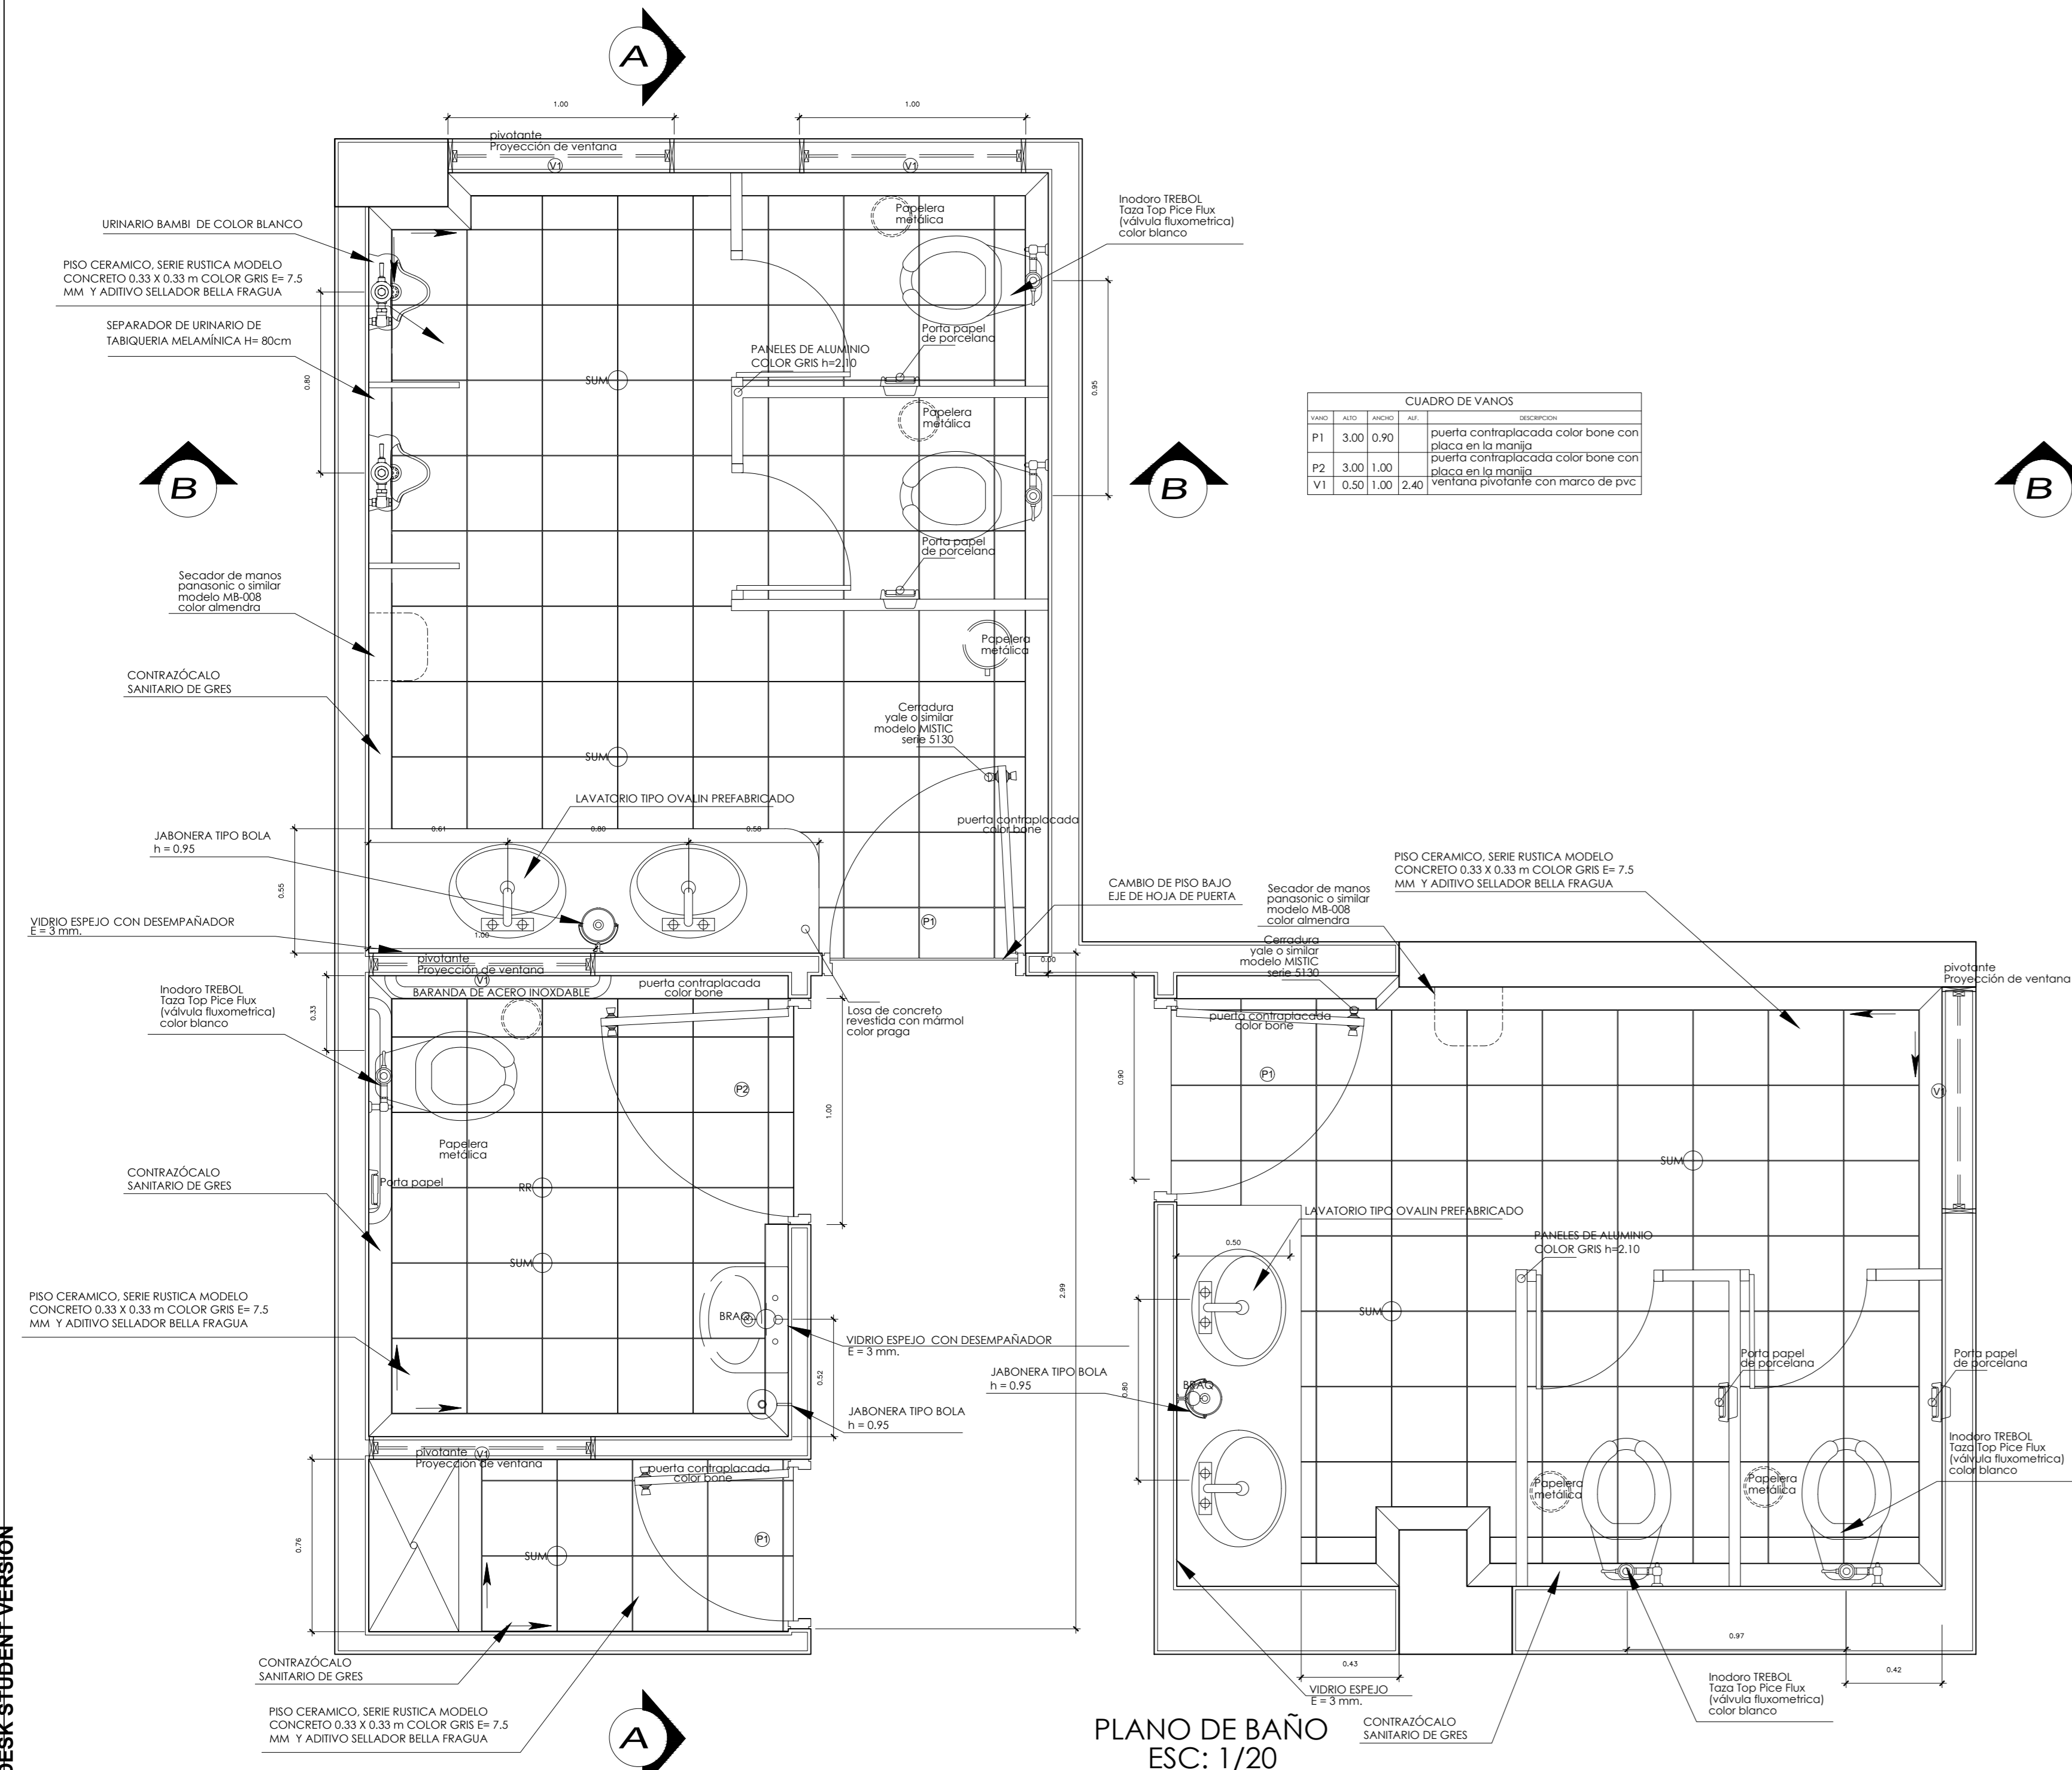 A
1.00
1.00
pivotante
Proyección de ventana
V1
V1
URINARIO BAMBI DE COLOR BLANCO
PISO CERAMICO, SERIE RUSTICA MODELO
CONCRETO 0.33 X 0.33 m COLOR GRIS E= 7.5
MM Y ADITIVO SELLADOR BELLA FRAGUA
SEPARADOR DE URINARIO DE
TABIQUERIA MELAMÍNICA H= 80cm
0.80
Papelera
metálica
Inodoro TREBOL
Taza Top Pice Flux
(válvula fluxometrica)
color blanco
Porta papel
de porcelana
PANELES DE ALUMINIO
COLOR GRIS h=2.10
SUM
0.95
Papelera
metálica
B
B
B
CUADRO DE VANOS
VANO ALTO ANCHO ALF. DESCRIPCION
P1 3.00 0.90 puerta contraplacada color bone con
placa en la manija
P2 3.00 1.00 puerta contraplacada color bone con
placa en la manija
V1 0.50 1.00 2.40 ventana pivotante con marco de pvc
Porta papel
de porcelana
Secador de manos
panasonic o similar
modelo MB-008
color almendra
Papelera
metálica
CONTRAZÓCALO
SANITARIO DE GRES
Cerradura
yale o similar
modelo MISTIC
serie 5130
SUM
LAVATORIO TIPO OVALIN PREFABRICADO
puerta contraplacada
color bone
0.61
0.80
0.58
JABONERA TIPO BOLA
h = 0.95
0.55
VIDRIO ESPEJO CON DESEMPAÑADOR
E = 3 mm.
1.00
P1
CAMBIO DE PISO BAJO
EJE DE HOJA DE PUERTA
0.00
pivotante
Proyección de ventana
V1
BARANDA DE ACERO INOXDABLE
puerta contraplacada
color bone
Inodoro TREBOL
Taza Top Pice Flux
(válvula fluxometrica)
color blanco
0.33
Losa de concreto
revestida con mármol
color praga
P2
1.00
Papelera
metálica
Porta papel
CONTRAZÓCALO
SANITARIO DE GRES
RR
SUM
PISO CERAMICO, SERIE RUSTICA MODELO
CONCRETO 0.33 X 0.33 m COLOR GRIS E= 7.5
MM Y ADITIVO SELLADOR BELLA FRAGUA
BRAQ
VIDRIO ESPEJO CON DESEMPAÑADOR
E = 3 mm.
0.52
JABONERA TIPO BOLA
h = 0.95
2.99
pivotante
V1
Proyección de ventana
puerta contraplacada
color bone
0.76
P1
SUM
CONTRAZÓCALO
SANITARIO DE GRES
PISO CERAMICO, SERIE RUSTICA MODELO
CONCRETO 0.33 X 0.33 m COLOR GRIS E= 7.5
MM Y ADITIVO SELLADOR BELLA FRAGUA
A
PISO CERAMICO, SERIE RUSTICA MODELO
CONCRETO 0.33 X 0.33 m COLOR GRIS E= 7.5
MM Y ADITIVO SELLADOR BELLA FRAGUA
Secador de manos
panasonic o similar
modelo MB-008
color almendra
Cerradura
yale o similar
modelo MISTIC
serie 5130
pivotante
Proyección de ventana
puerta contraplacada
color bone
P1
0.90
V1
SUM
LAVATORIO TIPO OVALIN PREFABRICADO
0.50
PANELES DE ALUMINIO
COLOR GRIS h=2.10
SUM
JABONERA TIPO BOLA
h = 0.95
0.80
BRAQ
Porta papel
de porcelana
Porta papel
de porcelana
Inodoro TREBOL
Taza Top Pice Flux
(válvula fluxometrica)
color blanco
Papelera
metálica
Papelera
metálica
0.97
0.42
0.43
VIDRIO ESPEJO
E = 3 mm.
Inodoro TREBOL
Taza Top Pice Flux
(válvula fluxometrica)
color blanco
CONTRAZÓCALO
SANITARIO DE GRES
PLANO DE BAÑO
ESC: 1/20
DESK STUDENT VERSION